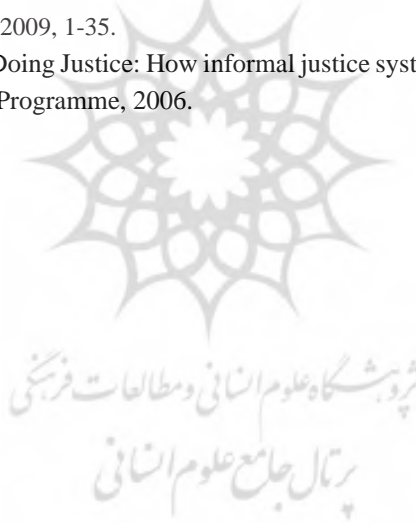 2009, 1-35.
Doing Justice: How informal justice syst
Programme, 2006.
پژوهشگاه علوم انسانی و مطالعات فرهنگی
پرتال جامع علوم انسانی